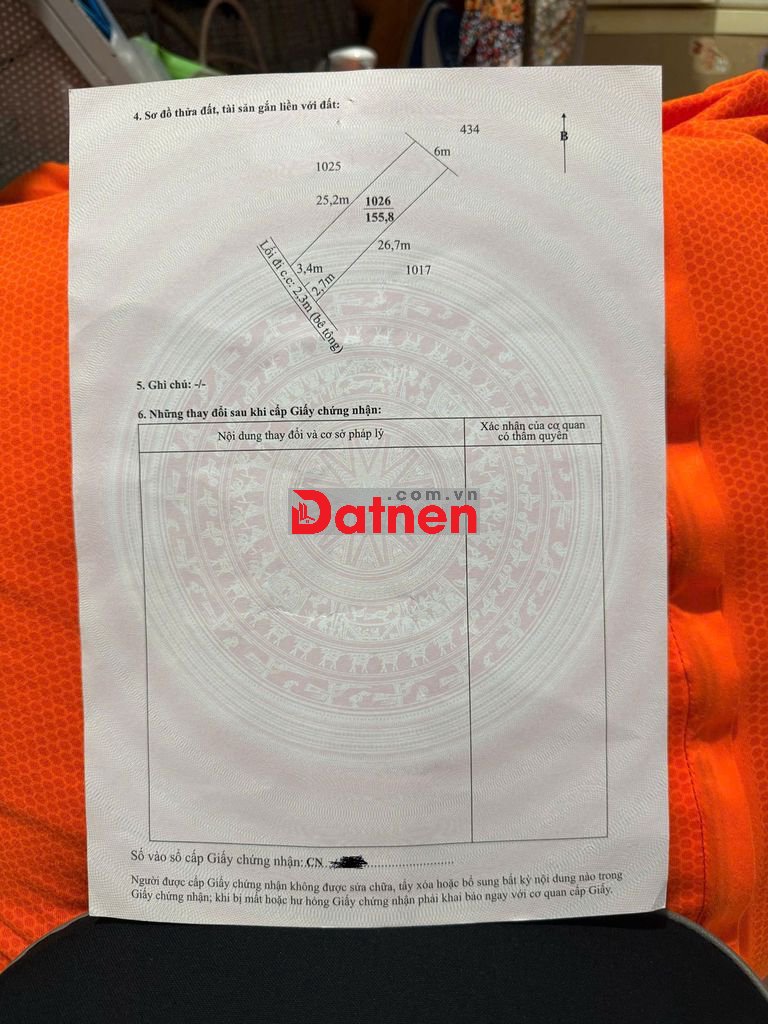 4. Sơ đồ thửa đất, tài sản gắn liền với đất:
434
B
6m
1025
25,2m
1026
155,8
26,7m
1017
3,4m
2,7m
Lối đi c.c: 2,3m (bê tông)
5. Ghi chú: -/-
6. Những thay đổi sau khi cấp Giấy chứng nhận:
Nội dung thay đổi và cơ sở pháp lý
Xác nhận của cơ quan
có thẩm quyền
.com.vn
Datnen
Số vào sổ cấp Giấy chứng nhận: CN
Người được cấp Giấy chứng nhận không được sửa chữa, tẩy xóa hoặc bổ sung bất kỳ nội dung nào trong
Giấy chứng nhận; khi bị mất hoặc hư hỏng Giấy chứng nhận phải khai báo ngay với cơ quan cấp Giấy.